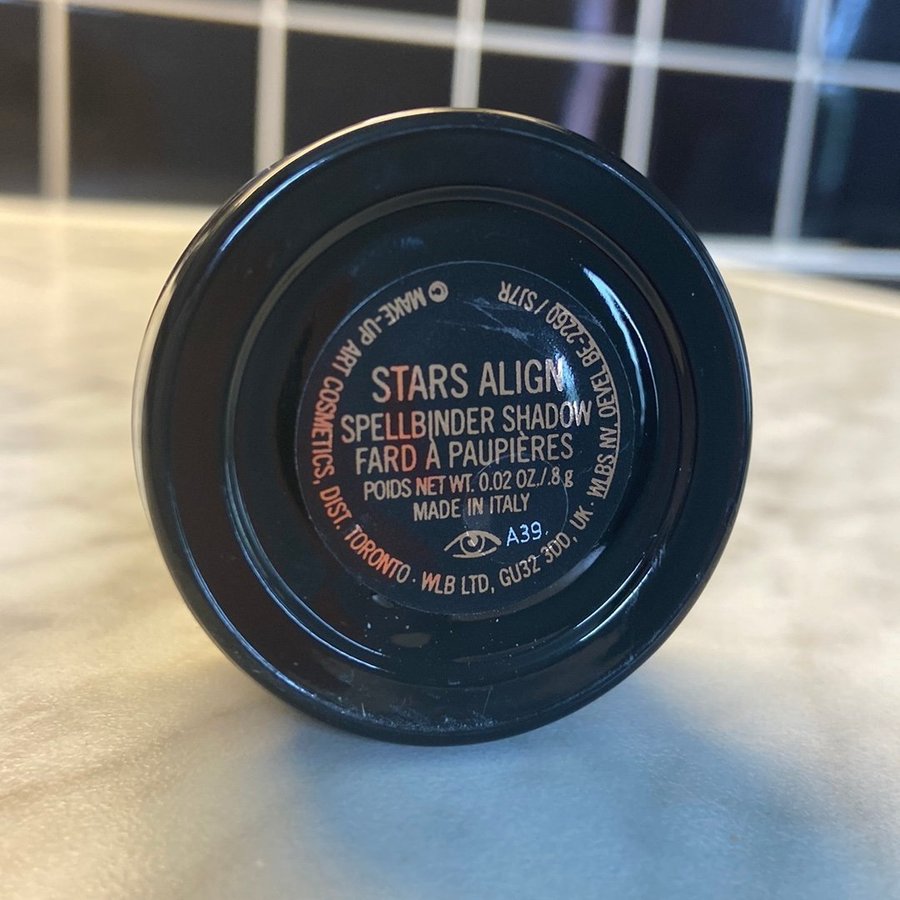 STARS ALIGN
SPELLBINDER SHADOW
FARD À PAUPIÈRES
POIDS NET WT. 0.02 OZ./.8 g
MADE IN ITALY
A39.
© MAKE-UP ART COSMETICS, DIST. TORONTO · WLB LTD, GU32 3DD, UK · WLBS NV. OEVEL BE-2260 / SJ7R